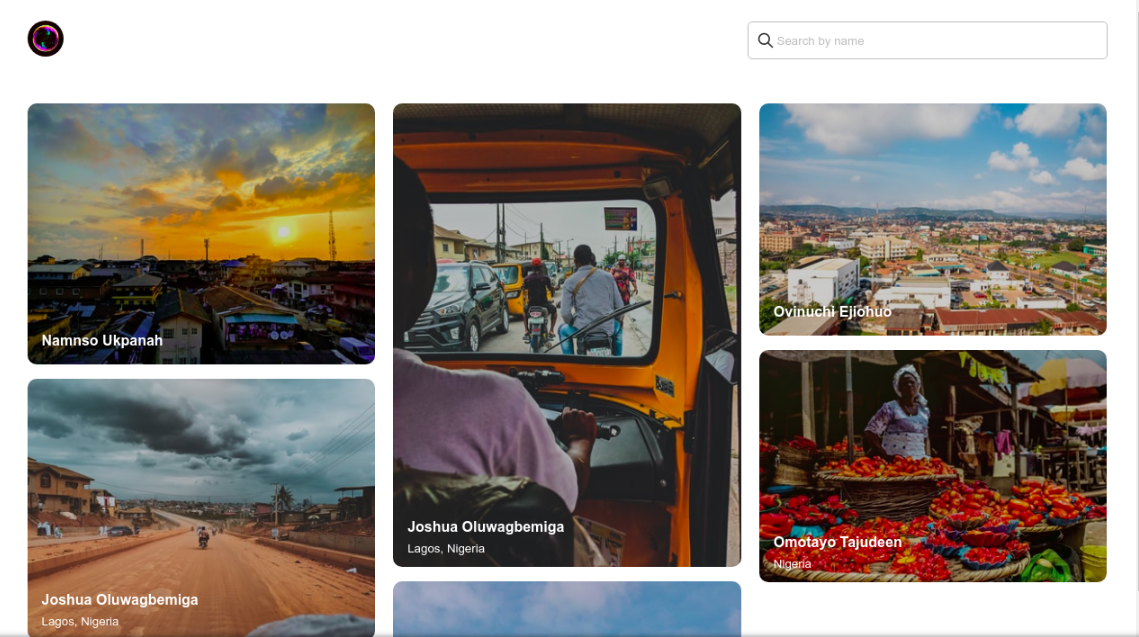 Search by name
Namnso Ukpanah
Joshua Oluwagbemiga
Lagos, Nigeria
Joshua Oluwagbemiga
Lagos, Nigeria
Ovinuchi Ejiohuo
Omotayo Tajudeen
Nigeria